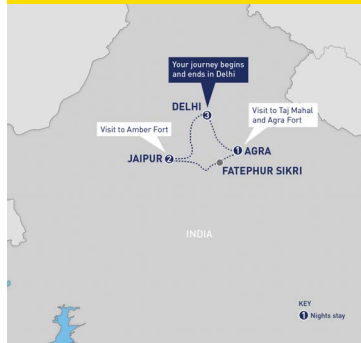 Your journey begins
and ends in Delhi
DELHI
3
Visit to Taj Mahal
and Agra Fort
Visit to Amber Fort
1 AGRA
JAIPUR 2
FATEPHUR SIKRI
INDIA
KEY
1 Nights stay